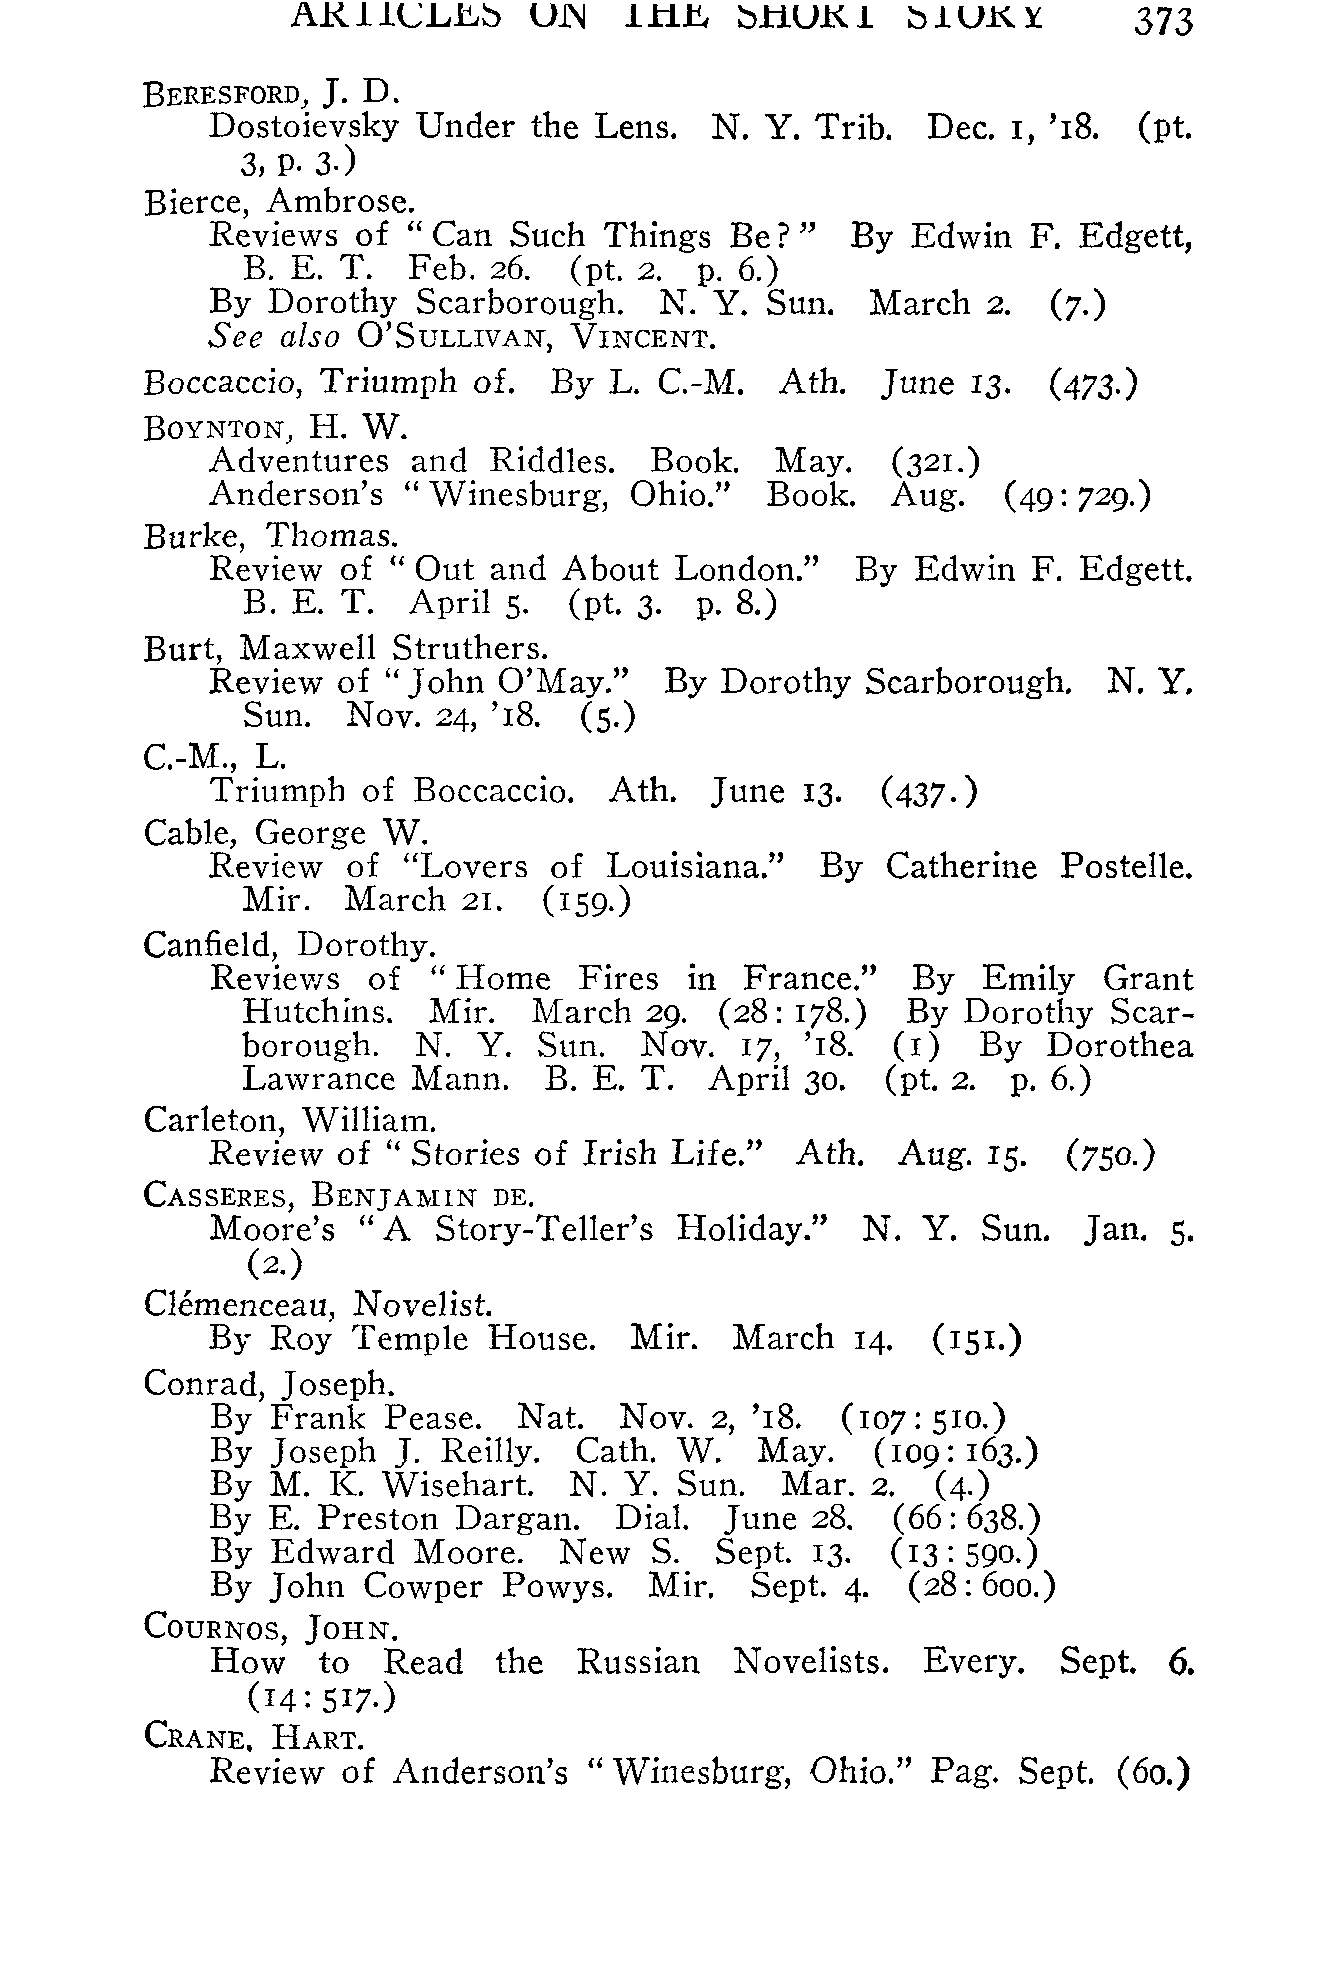 ARTICLES ON THE SHORT STORY 373
BERESFORD, J. D.
Dostoievsky Under the Lens. N. Y. Trib. Dec. 1, '18. (pt.
3, p. 3.)
Bierce, Ambrose.
Reviews of “Can Such Things Be?” By Edwin F. Edgett,
B. E. T. Feb. 26. (pt. 2. p. 6.)
By Dorothy Scarborough. N. Y. Sun. March 2. (7.)
See also O'SULLIVAN, VINCENT.
Boccaccio, Triumph of. By L. C.-M. Ath. June 13. (473.)
BOYNTON, H. W.
Adventures and Riddles. Book. May. (321.)
Anderson's “Winesburg, Ohio.” Book. Aug. (49: 729.)
Burke, Thomas.
Review of “Out and About London.” By Edwin F. Edgett.
B. E. T. April 5. (pt. 3. p. 8.)
Burt, Maxwell Struthers.
Review of “John O'May.” By Dorothy Scarborough. N. Y.
Sun. Nov. 24, '18. (5.)
C.-M., L.
Triumph of Boccaccio. Ath. June 13. (437.)
Cable, George W.
Review of “Lovers of Louisiana.” By Catherine Postelle.
Mir. March 21. (159.)
Canfield, Dorothy.
Reviews of “Home Fires in France.” By Emily Grant
Hutchins. Mir. March 29. (28: 178.) By Dorothy Scar-
borough. N. Y. Sun. Nov. 17, '18. (1) By Dorothea
Lawrance Mann. B. E. T. April 30. (pt. 2. p. 6.)
Carleton, William.
Review of “Stories of Irish Life.” Ath. Aug. 15. (750.)
CASSERES, BENJAMIN DE.
Moore's “A Story-Teller's Holiday.” N. Y. Sun. Jan. 5.
(2.)
Clémenceau, Novelist.
By Roy Temple House. Mir. March 14. (151.)
Conrad, Joseph.
By Frank Pease. Nat. Nov. 2, '18. (107: 510.)
By Joseph J. Reilly. Cath. W. May. (109: 163.)
By M. K. Wisehart. N. Y. Sun. Mar. 2. (4.)
By E. Preston Dargan. Dial. June 28. (66: 638.)
By Edward Moore. New S. Sept. 13. (13: 590.)
By John Cowper Powys. Mir. Sept. 4. (28: 600.)
COURNOS, JOHN.
How to Read the Russian Novelists. Every. Sept. 6.
(14: 517.)
CRANE, HART.
Review of Anderson's “Winesburg, Ohio.” Pag. Sept. (60.)